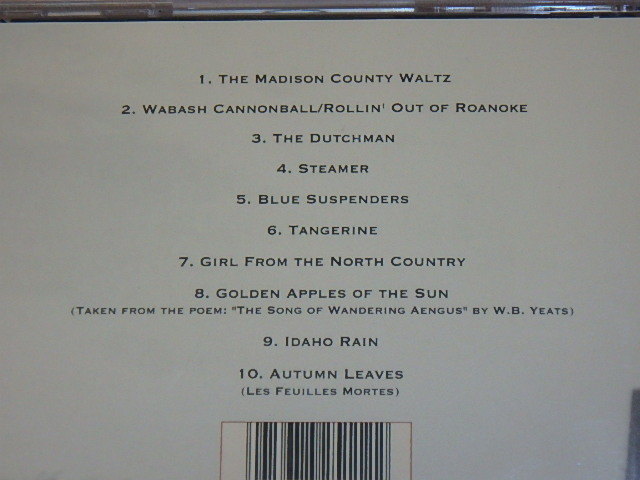 1. The Madison County Waltz
2. Wabash Cannonball/Rollin' Out of Roanoke
3. The Dutchman
4. Steamer
5. Blue Suspenders
6. Tangerine
7. Girl From the North Country
8. Golden Apples of the Sun
(Taken from the poem: "The Song of Wandering Aengus" by W.B. Yeats)
9. Idaho Rain
10. Autumn Leaves
(Les Feuilles Mortes)